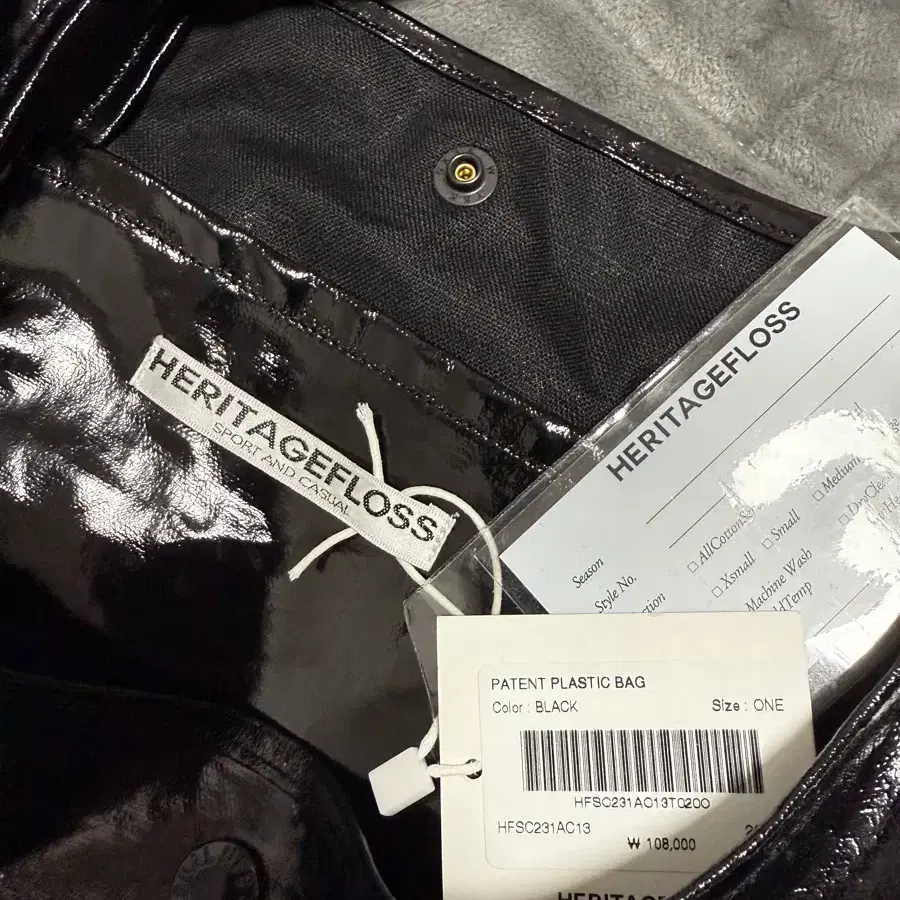 HERITAGEFLOSS
SPORT AND CASUAL
HERITAGEFLOSS
Season
Style No.
AllCotton
Medium
Xsmall
Small
Machine Wash
PATENT PLASTIC BAG
Color : BLACK
Size : ONE
HFSC231AC13T020O
HFSC231AC13
₩ 108,000